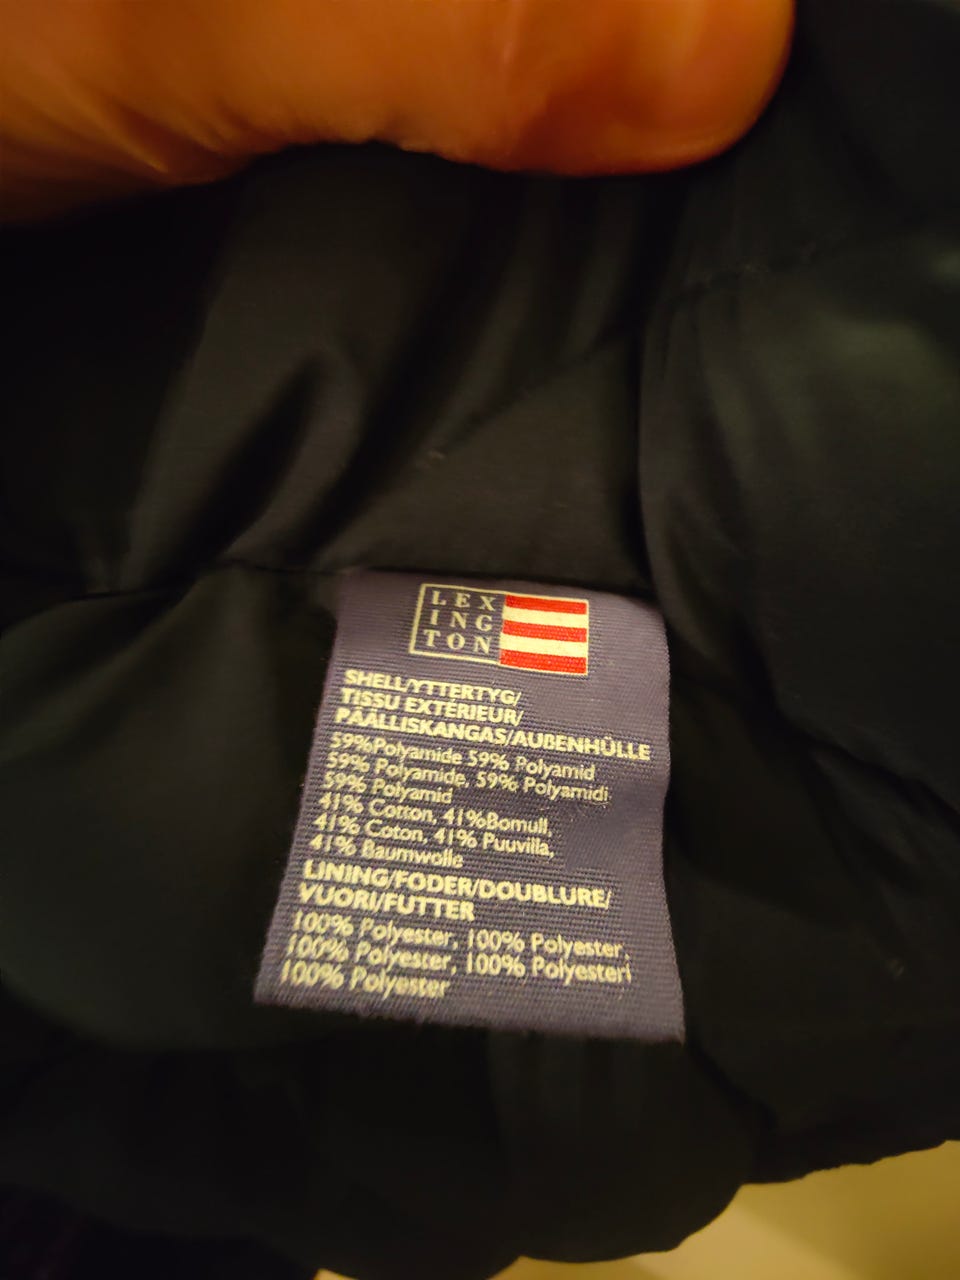 LEX
ING
TON
SHELL/YTTERTYG/
TISSU EXTÉRIEUR/
PÄÄLLISKANGAS/AUBENHÜLLE
59%Polyamide 59% Polyamid
59% Polyamide, 59% Polyamidi
59% Polyamid
41% Cotton, 41%Bomull,
41% Coton, 41% Puuvilla,
41% Baumwolle
LINING/FODER/DOUBLURE/
VUORI/FUTTER
100% Polyester, 100% Polyester,
100% Polyester, 100% Polyesteri
100% Polyester